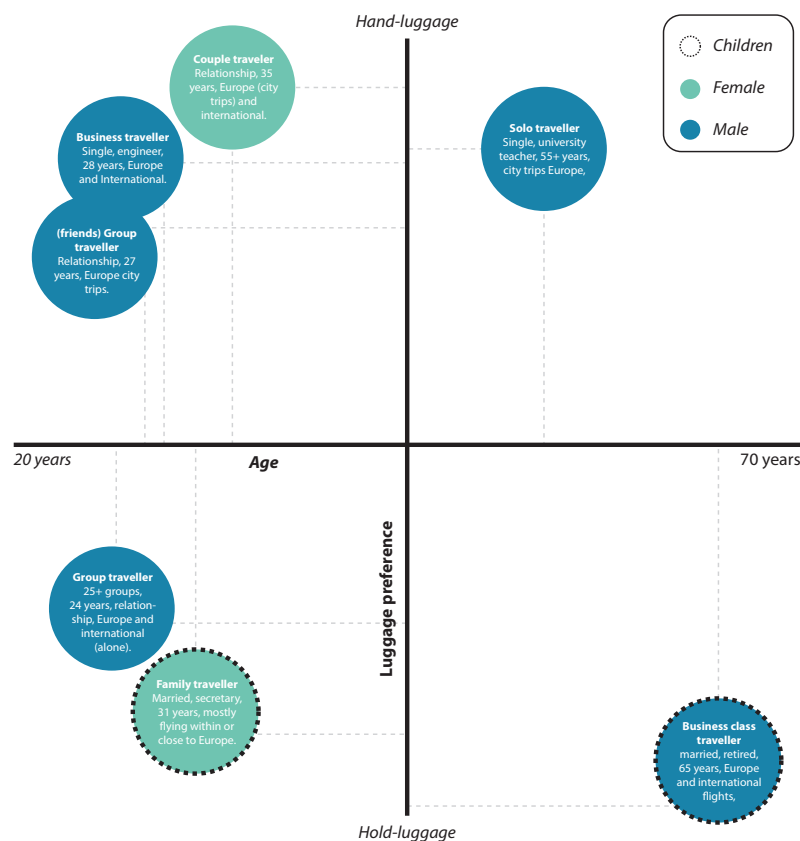 Hand-luggage
Children
Female
Male
Couple traveler
Relationship, 35
years, Europe (city
trips) and
international.
Business traveller
Single, engineer,
28 years, Europe
and International.
Solo traveller
Single, university
teacher, 55+ years,
city trips Europe,
(friends) Group
traveller
Relationship, 27
years, Europe city
trips.
20 years
Age
70 years
Luggage preference
Group traveller
25+ groups,
24 years, relation-
ship, Europe and
international
(alone).
Family traveller
Married, secretary,
31 years, mostly
flying within or
close to Europe.
Business class
traveller
married, retired,
65 years, Europe
and international
flights,
Hold-luggage